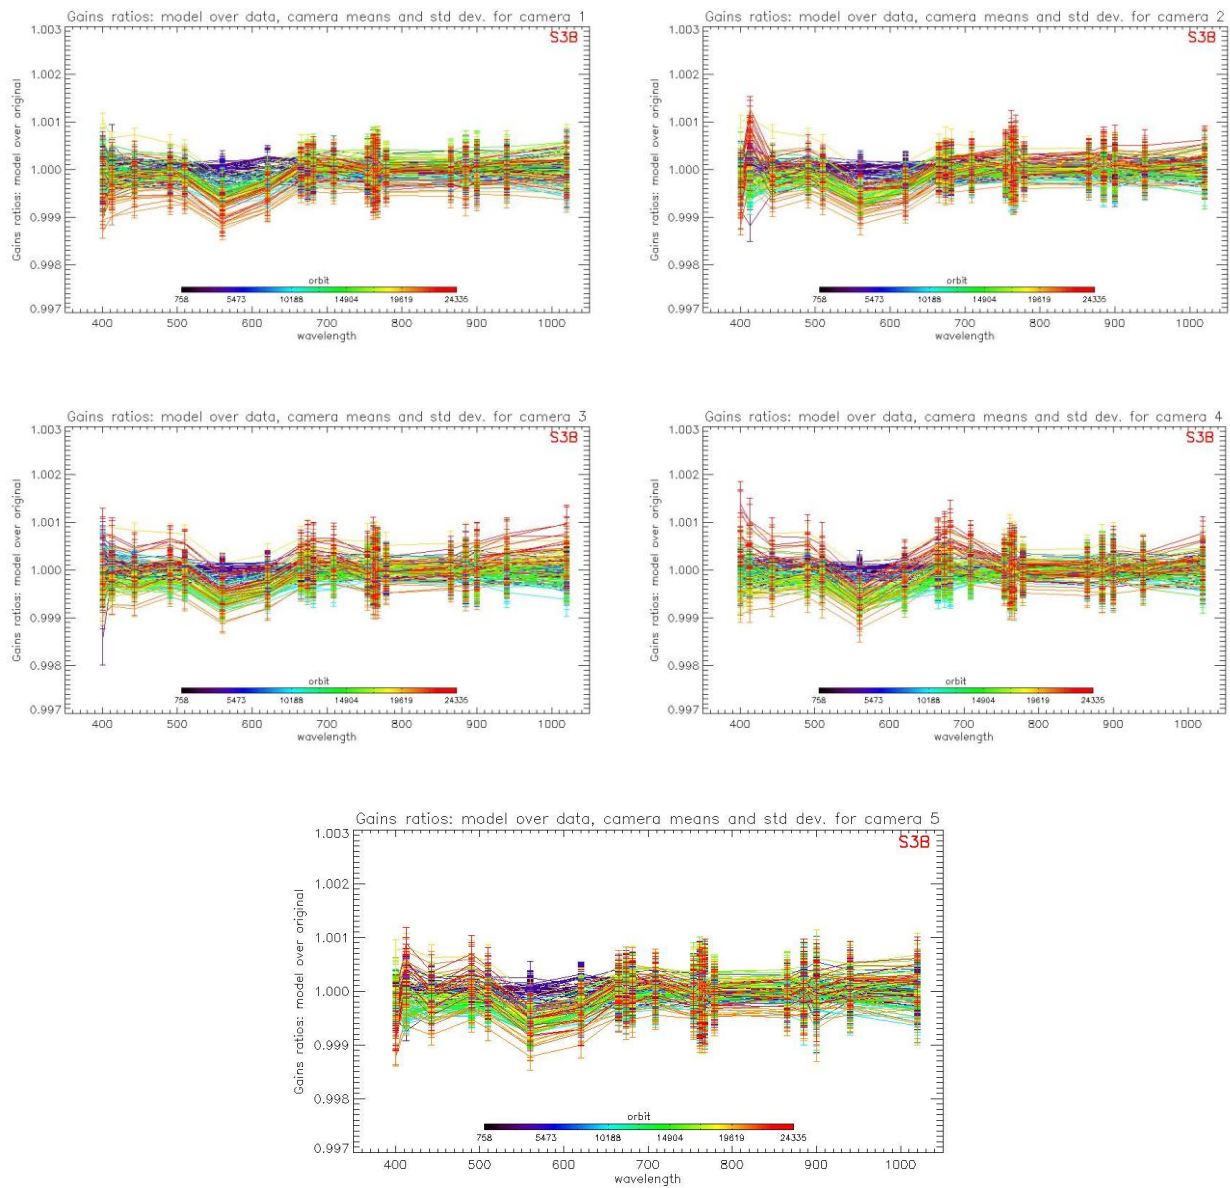 Gains ratios: model over data, camera means and std dev. for camera 1
S3B
1.003
1.002
1.001
1.000
0.999
0.998
0.997
Gains ratios: model over original
orbit
758 5473 10188 14904 19619 24335
400 500 600 700 800 900 1000
wavelength
Gains ratios: model over data, camera means and std dev. for camera 2
S3B
1.003
1.002
1.001
1.000
0.999
0.998
0.997
Gains ratios: model over original
orbit
758 5473 10188 14904 19619 24335
400 500 600 700 800 900 1000
wavelength
Gains ratios: model over data, camera means and std dev. for camera 3
S3B
1.003
1.002
1.001
1.000
0.999
0.998
0.997
Gains ratios: model over original
orbit
758 5473 10188 14904 19619 24335
400 500 600 700 800 900 1000
wavelength
Gains ratios: model over data, camera means and std dev. for camera 4
S3B
1.003
1.002
1.001
1.000
0.999
0.998
0.997
Gains ratios: model over original
orbit
758 5473 10188 14904 19619 24335
400 500 600 700 800 900 1000
wavelength
Gains ratios: model over data, camera means and std dev. for camera 5
S3B
1.003
1.002
1.001
1.000
0.999
0.998
0.997
Gains ratios: model over original
orbit
758 5473 10188 14904 19619 24335
400 500 600 700 800 900 1000
wavelength